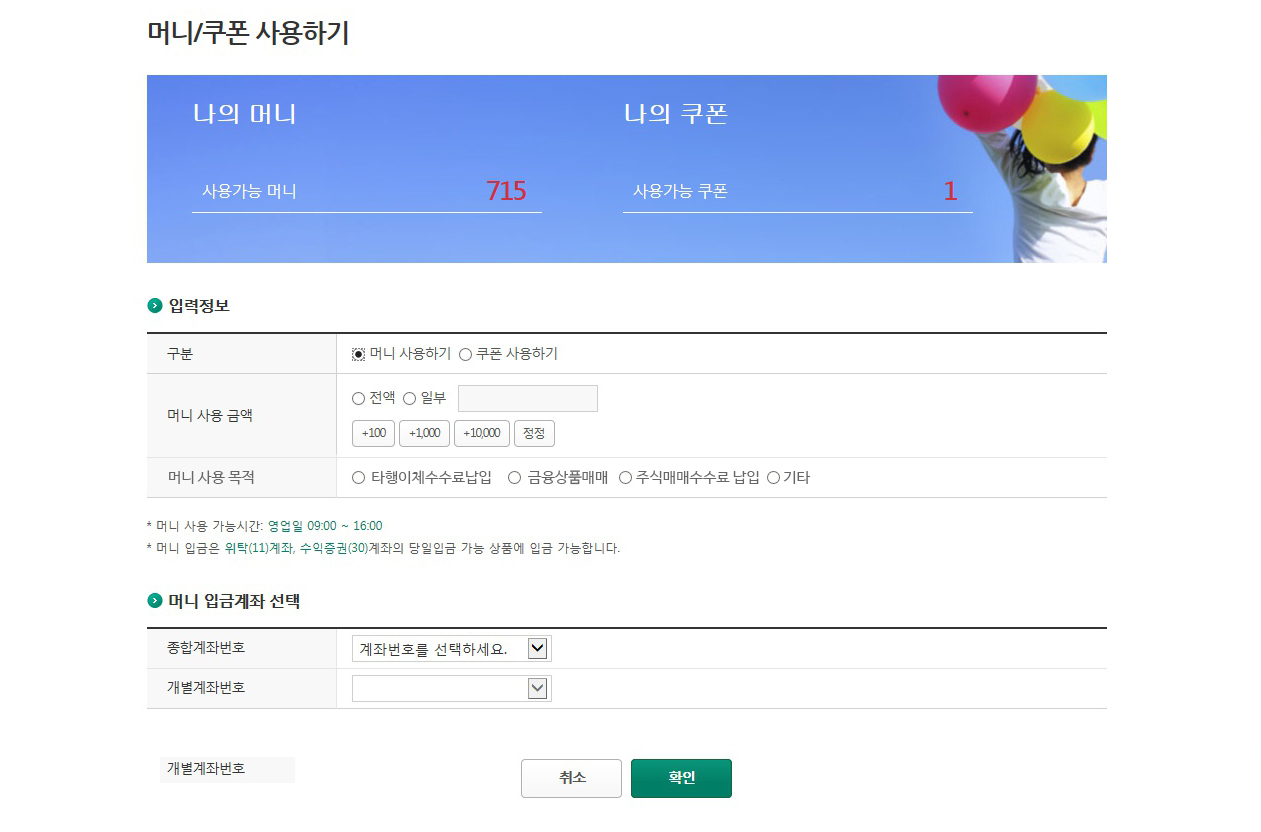 머니/쿠폰 사용하기
나의 머니
나의 쿠폰
사용가능 머니 715
사용가능 쿠폰 1
입력정보
구분 머니 사용하기 쿠폰 사용하기
머니 사용 금액 전액 일부
+100 +1,000 +10,000 정정
머니 사용 목적 타행이체수수료납입 금융상품매매 주식매매수수료 납입 기타
* 머니 사용 가능시간: 영업일 09:00 ~ 16:00
* 머니 입금은 위탁(11)계좌, 수익증권(30)계좌의 당일입금 가능 상품에 입금 가능합니다.
머니 입금계좌 선택
종합계좌번호 계좌번호를 선택하세요.
개별계좌번호
개별계좌번호 취소 확인